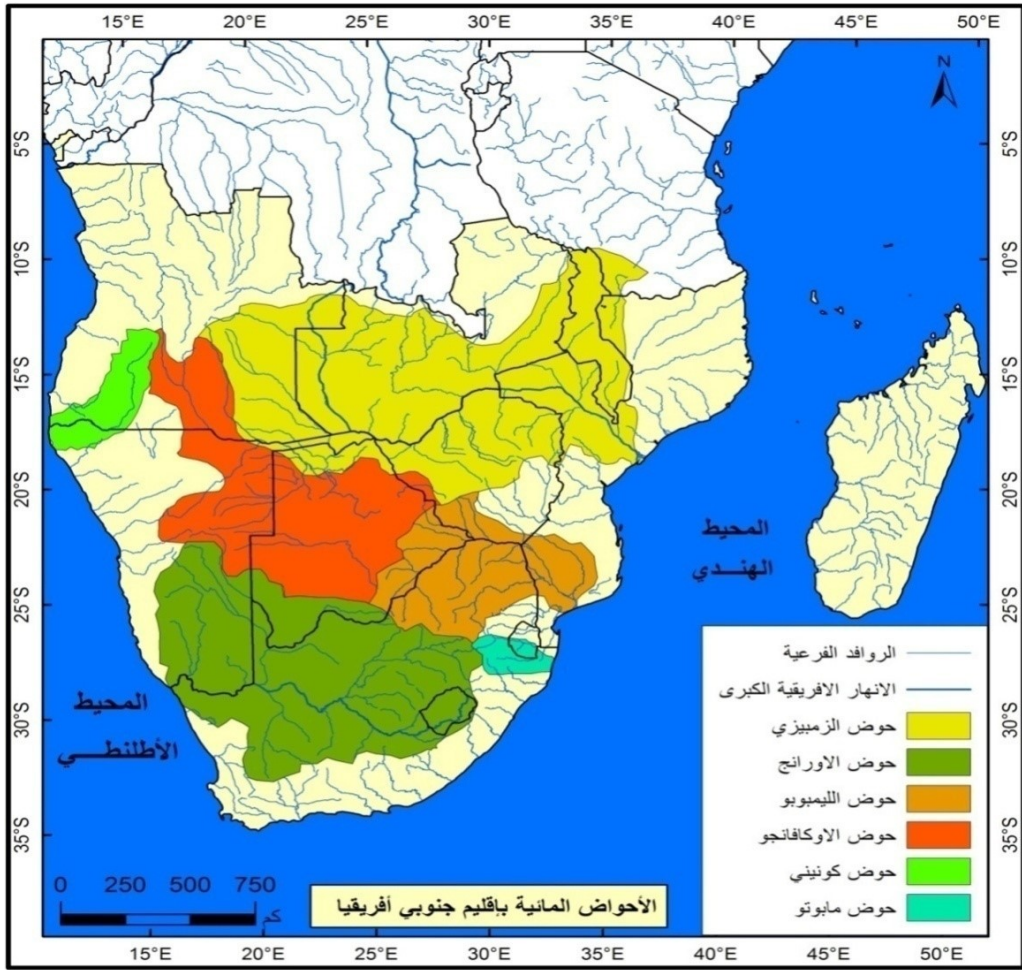 15°E 20°E 25°E 30°E 35°E 40°E 45°E 50°E
N
5°S 5°S
10°S 10°S
15°S 15°S
20°S 20°S
25°S 25°S
30°S 30°S
35°S 35°S
المحيط
الهنــدي
المحيط
الأطلنطــي
الروافد الفرعية
الانهار الافريقية الكبرى
حوض الزمبيزي
حوض الاورانج
حوض الليمبوبو
حوض الاوكافانجو
حوض كونيني
حوض مابوتو
0 250 500 750
كم
الأحواض المائية بإقليم جنوبي أفريقيا
15°E 20°E 25°E 30°E 35°E 40°E 45°E 50°E